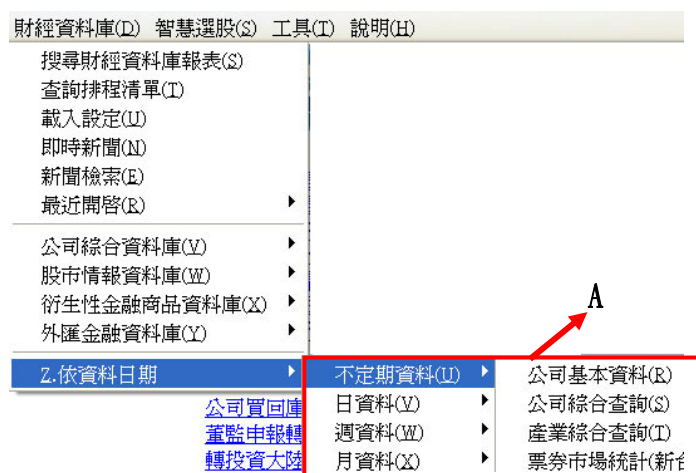 財經資料庫(D) 智慧選股(S) 工具(T) 說明(H)
搜尋財經資料庫報表(S)
查詢排程清單(T)
載入設定(U)
即時新聞(N)
新聞檢索(E)
最近開啓(R)
公司綜合資料庫(V)
股市情報資料庫(W)
衍生性金融商品資料庫(X)
外匯金融資料庫(Y)
A
Z.依資料日期 不定期資料(U) 公司基本資料(R)
公司買回庫 日資料(V) 公司綜合查詢(S)
董監申報轉 週資料(W) 產業綜合查詢(T)
轉投資大陸 月資料(X) 票券市場統計(新台